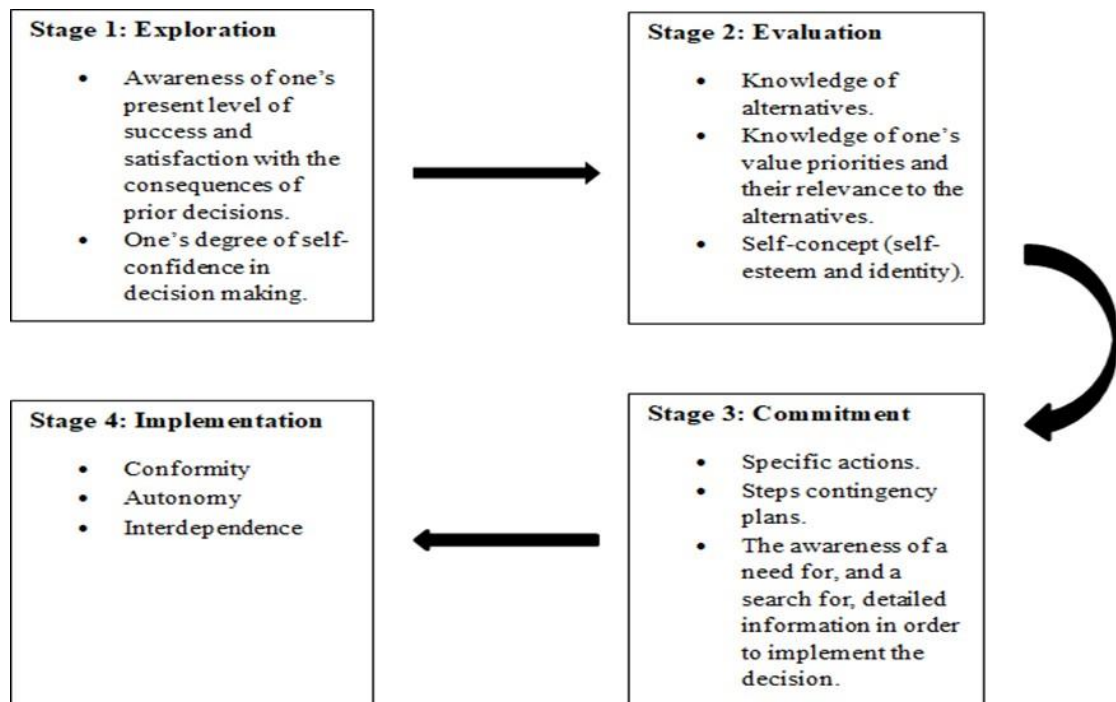 Stage 1: Exploration
• Awareness of one's
present level of
success and
satisfaction with the
consequences of
prior decisions.
• One's degree of self-
confidence in
decision making.
Stage 2: Evaluation
• Knowledge of
alternatives.
• Knowledge of one's
value priorities and
their relevance to the
alternatives.
• Self-concept (self-
esteem and identity).
Stage 3: Commitment
• Specific actions.
• Steps contingency
plans.
• The awareness of a
need for, and a
search for, detailed
information in order
to implement the
decision.
Stage 4: Implementation
• Conformity
• Autonomy
• Interdependence